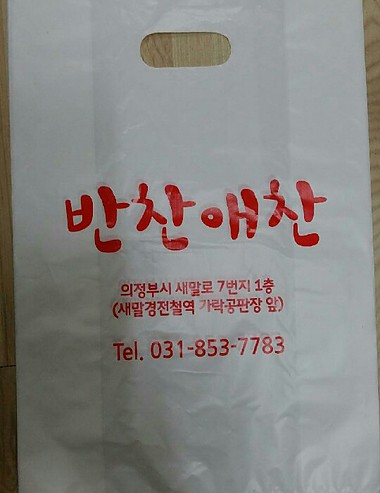 반찬애찬
의정부시 새말로 7번지 1층
(새말경전철역 가락공판장 앞)
Tel. 031-853-7783